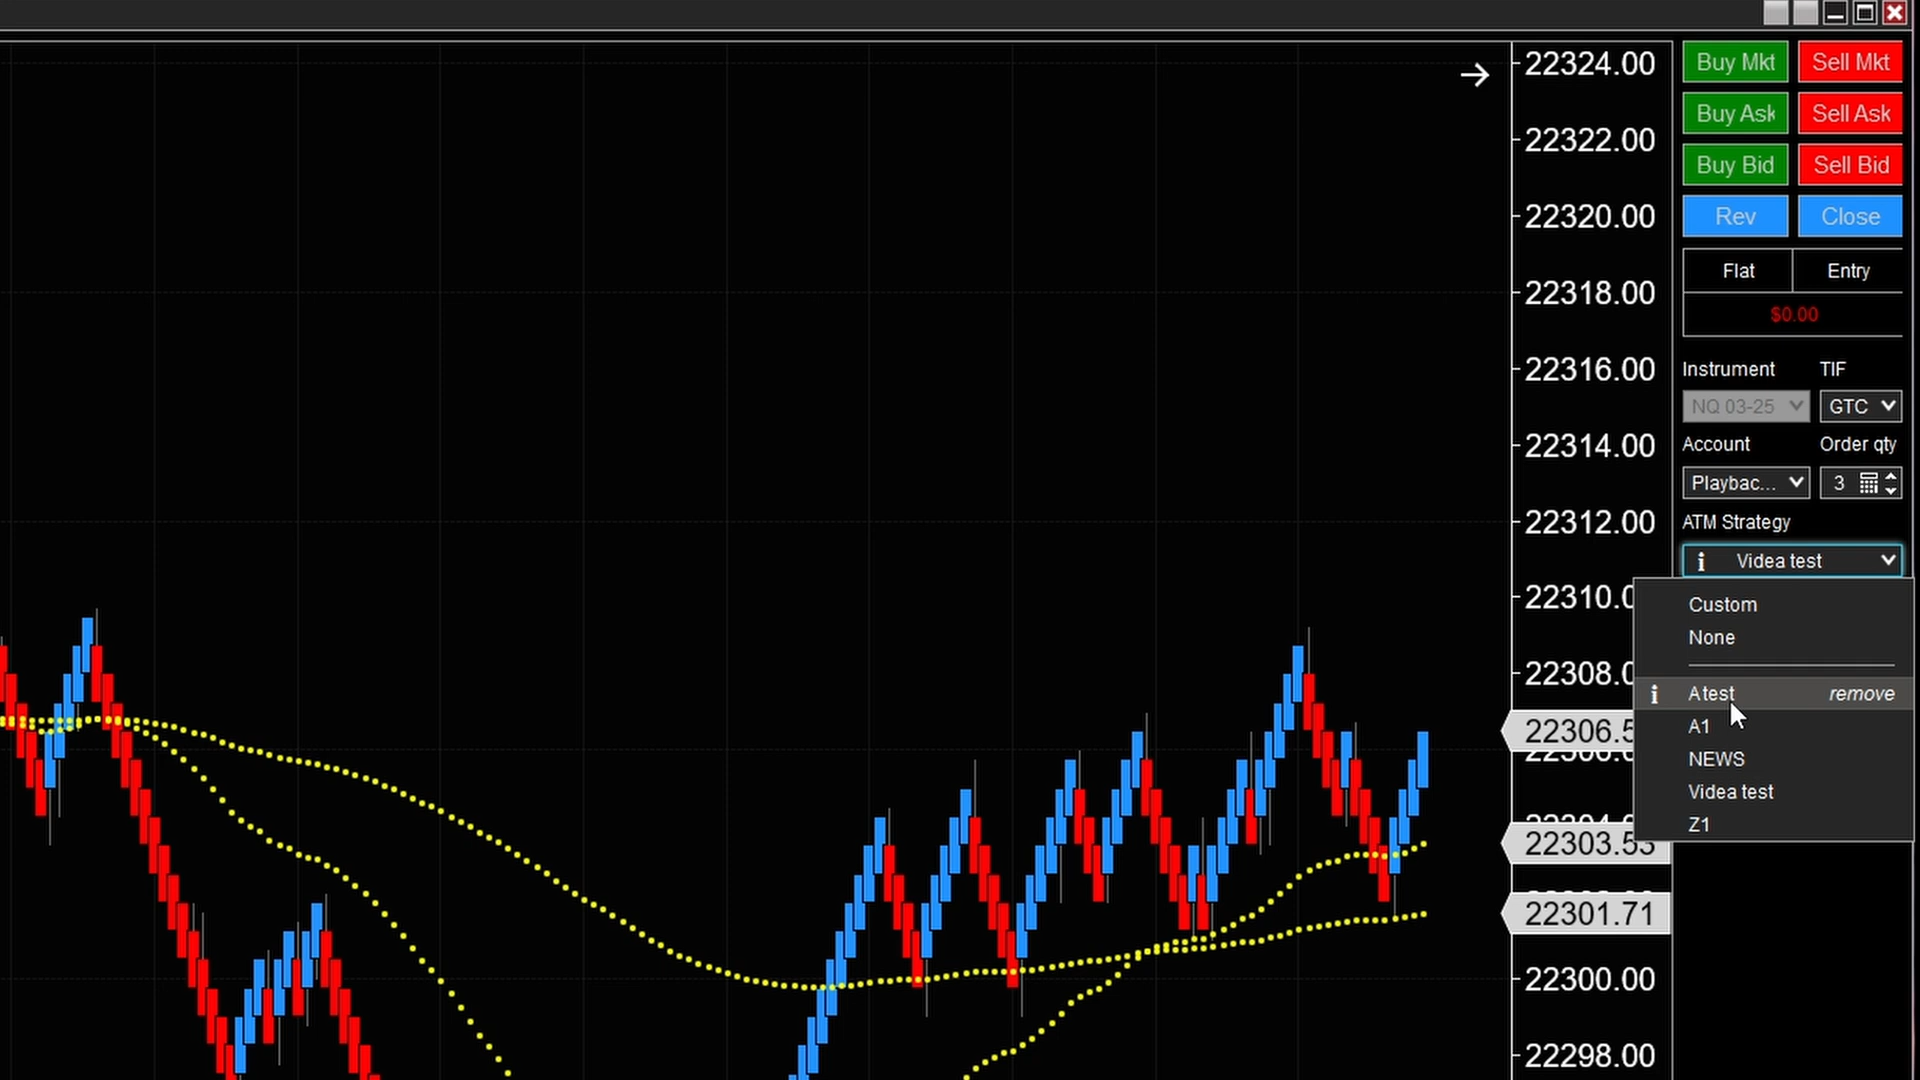 22324.00
22322.00
22320.00
22318.00
22316.00
22314.00
22312.00
22308.0
22303.53
22301.71
22300.00
22298.00
Buy Mkt Sell Mkt
Buy Ask Sell Ask
Buy Bid Sell Bid
Rev Close
Flat Entry
$0.00
Instrument TIF
NQ 03-25 GTC
Account Order qty
Playbac... 3
ATM Strategy
Videa test
Custom
None
Atest remove
A1
NEWS
Videa test
Z1